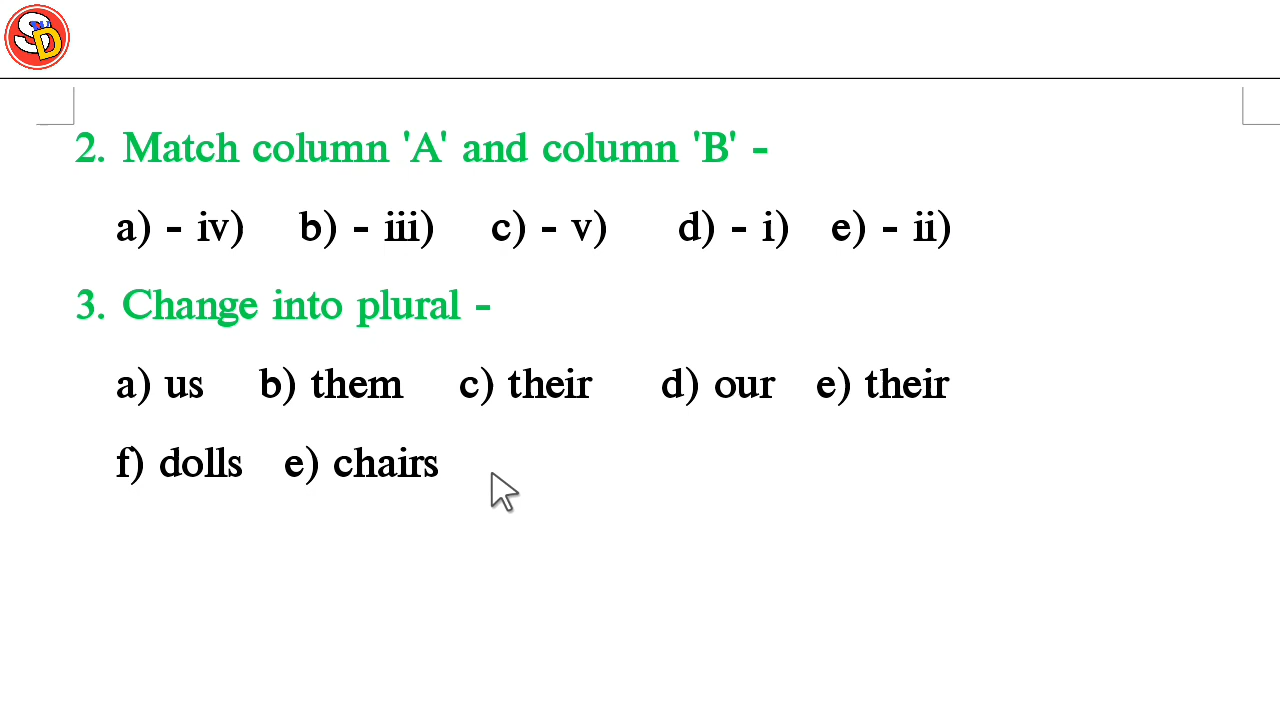 2. Match column 'A' and column 'B' -
a) - iv) b) - iii) c) - v) d) - i) e) - ii)
3. Change into plural -
a) us b) them c) their d) our e) their
f) dolls e) chairs